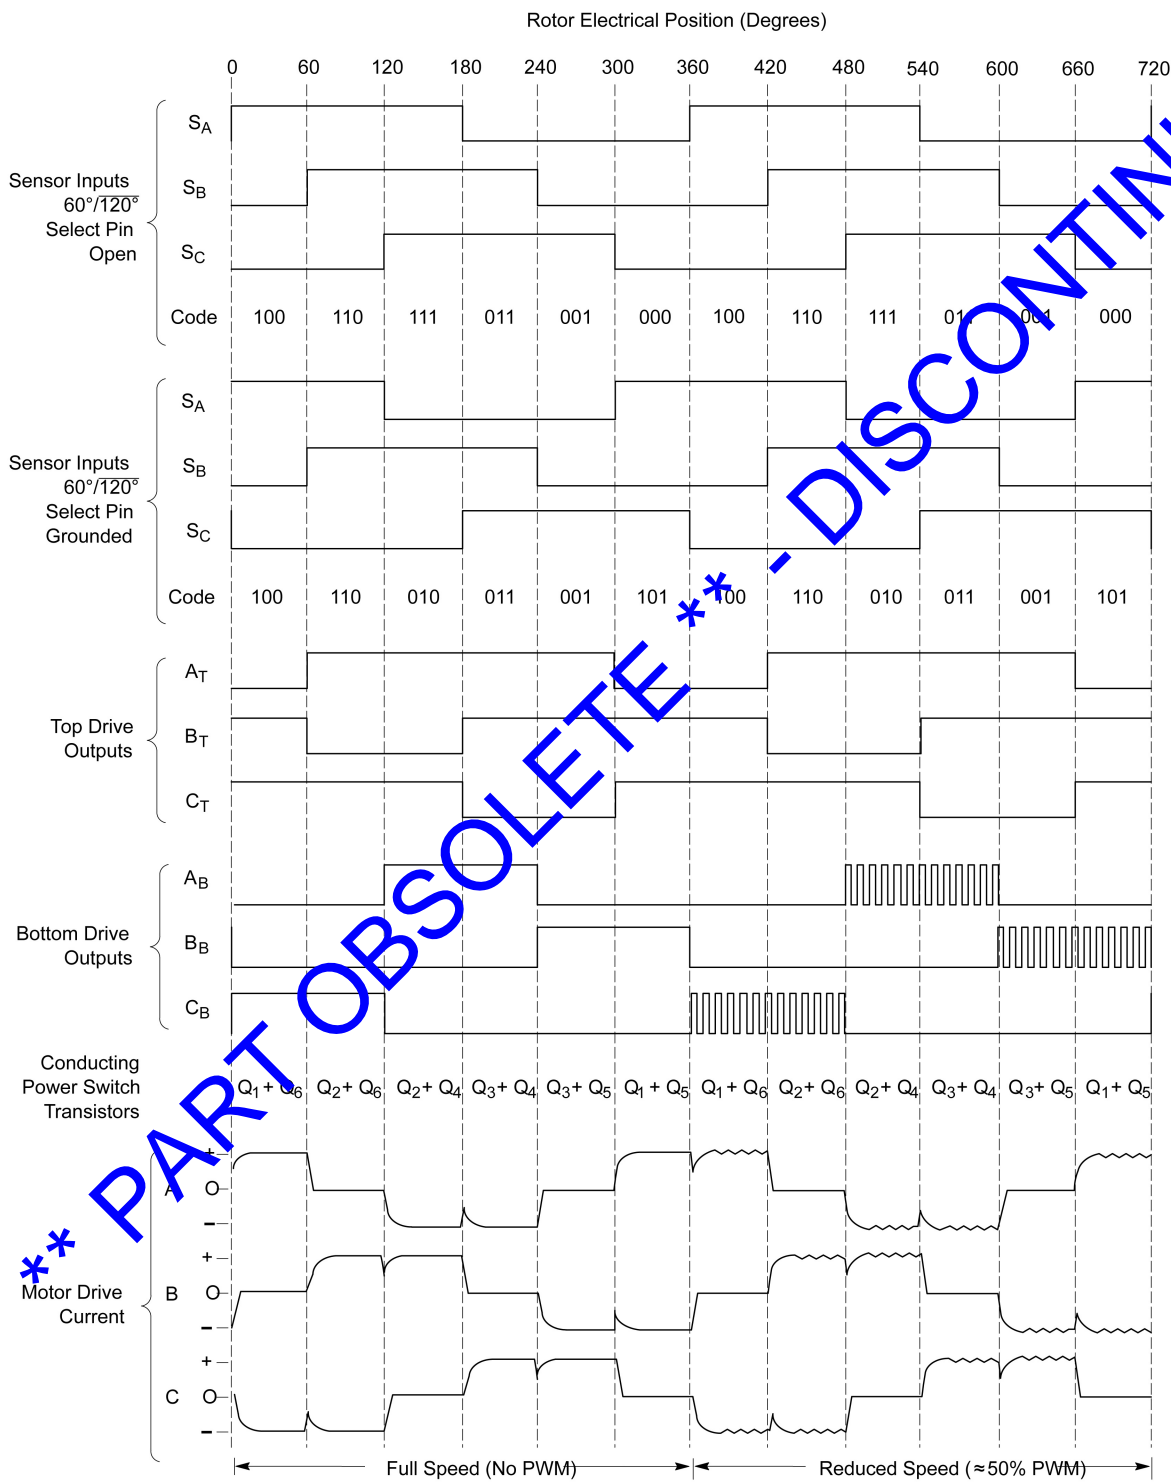 Rotor Electrical Position (Degrees)
0 60 120 180 240 300 360 420 480 540 600 660 720
Sensor Inputs
60°/120°
Select Pin
Open
SA
SB
SC
Code 100 110 111 011 001 000 100 110 111 011 001 000
Sensor Inputs
60°/120°
Select Pin
Grounded
SA
SB
SC
Code 100 110 010 011 001 101 100 110 010 011 001 101
Top Drive
Outputs
AT
BT
CT
Bottom Drive
Outputs
AB
BB
CB
Conducting
Power Switch
Transistors
Q1 + Q6 Q2 + Q6 Q2 + Q4 Q3 + Q4 Q3 + Q5 Q1 + Q5 Q1 + Q6 Q2 + Q6 Q2 + Q4 Q3 + Q4 Q3 + Q5 Q1 + Q5
Motor Drive
Current
+
A O
–
+
B O
–
+
C O
–
Full Speed (No PWM) Reduced Speed (≈50% PWM)
** PART OBSOLETE ** - DISCONTIN